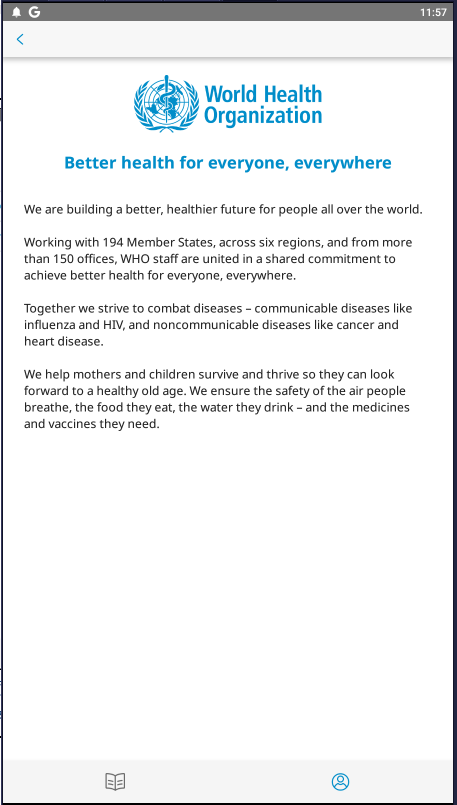 11:57
World Health
Organization
Better health for everyone, everywhere
We are building a better, healthier future for people all over the world.
Working with 194 Member States, across six regions, and from more
than 150 offices, WHO staff are united in a shared commitment to
achieve better health for everyone, everywhere.
Together we strive to combat diseases – communicable diseases like
influenza and HIV, and noncommunicable diseases like cancer and
heart disease.
We help mothers and children survive and thrive so they can look
forward to a healthy old age. We ensure the safety of the air people
breathe, the food they eat, the water they drink – and the medicines
and vaccines they need.